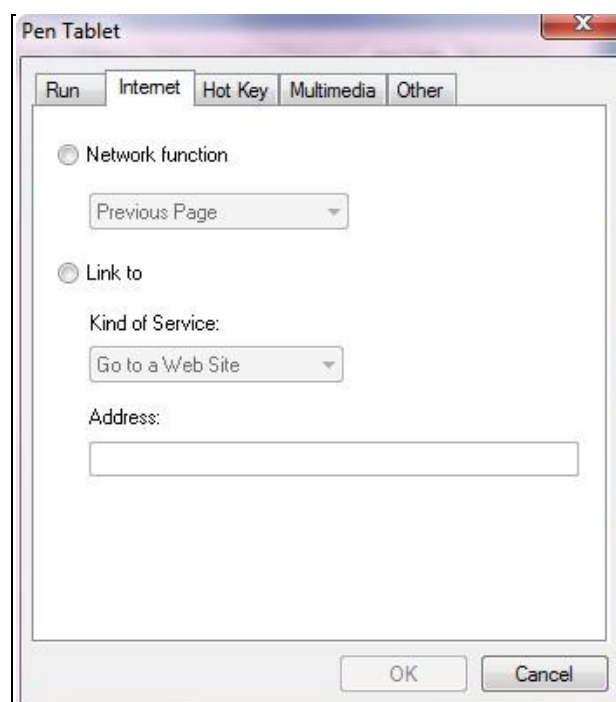 Pen Tablet
Run Internet Hot Key Multimedia Other
Network function
Previous Page
Link to
Kind of Service:
Go to a Web Site
Address:
OK Cancel